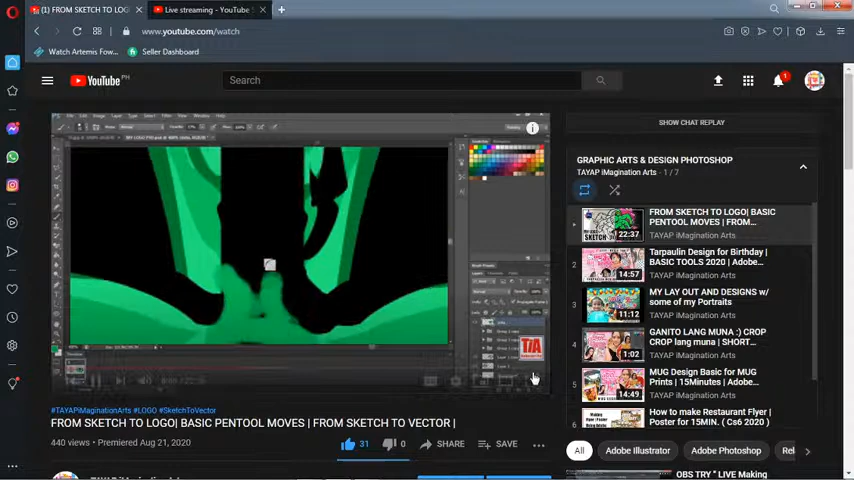 (1) FROM SKETCH TO LOG
Live streaming - YouTube
www.youtube.com/watch
Watch Artemis Fow...
Seller Dashboard
YouTube PH
Search
1
SHOW CHAT REPLAY
GRAPHIC ARTS & DESIGN PHOTOSHOP
TAYAP iMagination Arts - 1 / 7
FROM SKETCH TO LOGO| BASIC
PENTOOL MOVES | FROM...
TAYAP iMagination Arts
22:37
2
Tarpaulin Design for Birthday |
BASIC TOOLS 2020 | Adobe...
TAYAP iMagination Arts
14:57
3
MY LAY OUT AND DESIGNS w/
some of my Portraits
TAYAP iMagination Arts
11:12
4
GANITO LANG MUNA :) CROP
CROP lang muna | SHORT...
TAYAP iMagination Arts
1:02
5
MUG Design Basic for MUG
Prints | 15Minutes | Adobe...
TAYAP iMagination Arts
14:49
6
How to make Restaurant Flyer |
Poster for 15MIN. ( Cs6 2020 )
TIA
#TAYAPiMaginationArts #LOGO #SketchToVector
FROM SKETCH TO LOGO| BASIC PENTOOL MOVES | FROM SKETCH TO VECTOR |
440 views • Premiered Aug 21, 2020
31
0
SHARE
SAVE
All
Adobe Illustrator
Adobe Photoshop
Rel
OBS TRY " LIVE Making